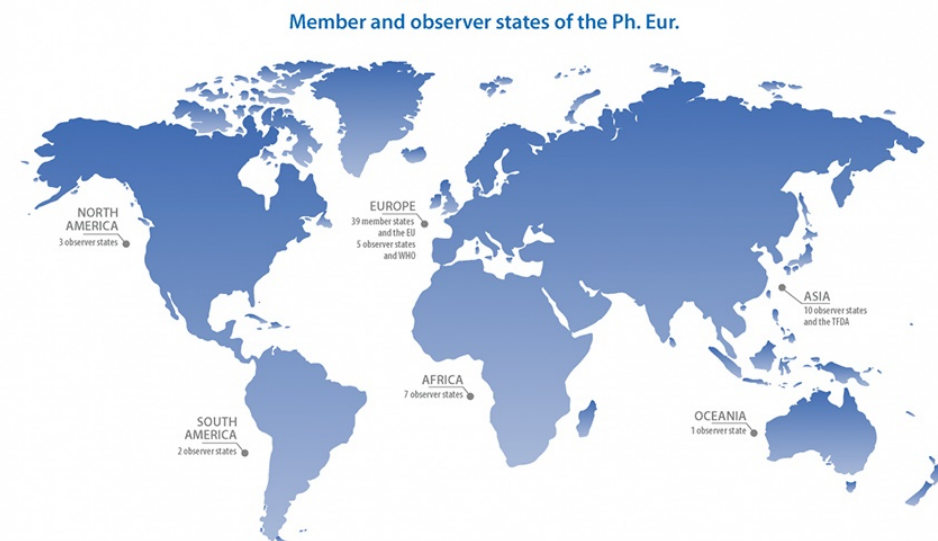 Member and observer states of the Ph. Eur.
NORTH
AMERICA
3 observer states
EUROPE
39 member states
and the EU
5 observer states
and WHO
ASIA
10 observer states
and the TFDA
AFRICA
7 observer states
SOUTH
AMERICA
2 observer states
OCEANIA
1 observer state